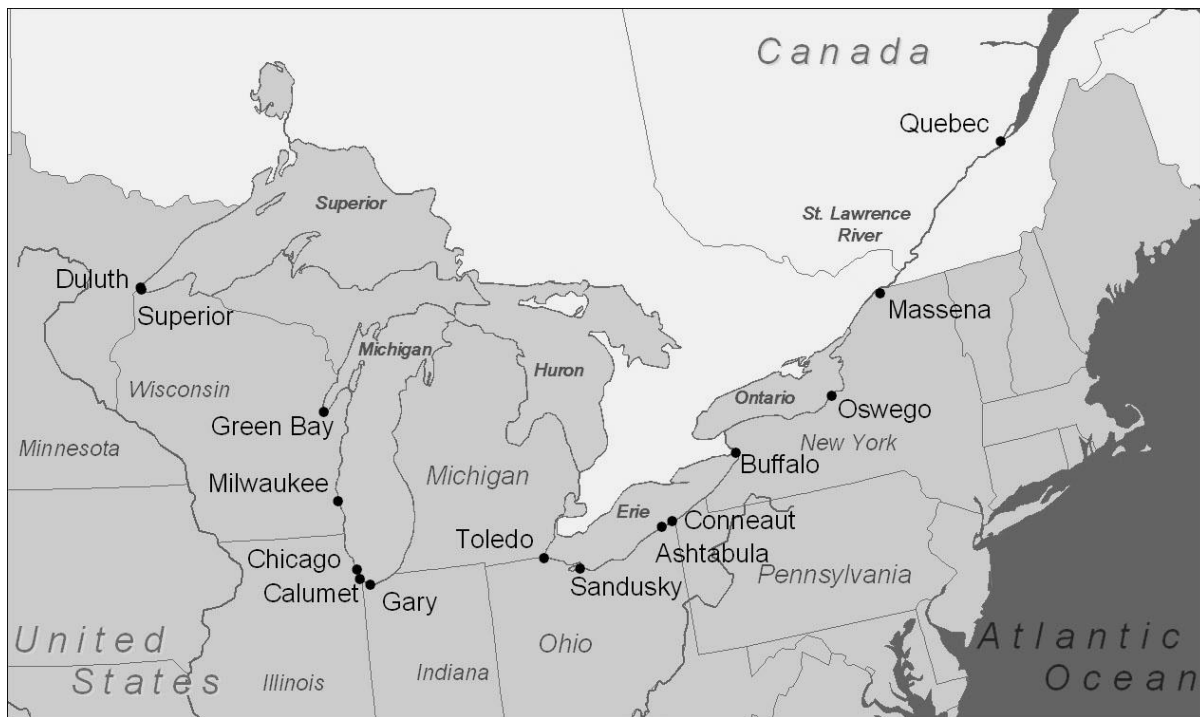 Canada
Quebec
Superior
St. Lawrence
River
Duluth
Superior
Massena
Michigan
Huron
Wisconsin
Ontario
Oswego
Green Bay
New York
Minnesota
Buffalo
Michigan
Milwaukee
Erie
Conneaut
Toledo
Ashtabula
Chicago
Pennsylvania
Calumet
Sandusky
Gary
United
States
Ohio
Atlantic
Ocean
Indiana
Illinois